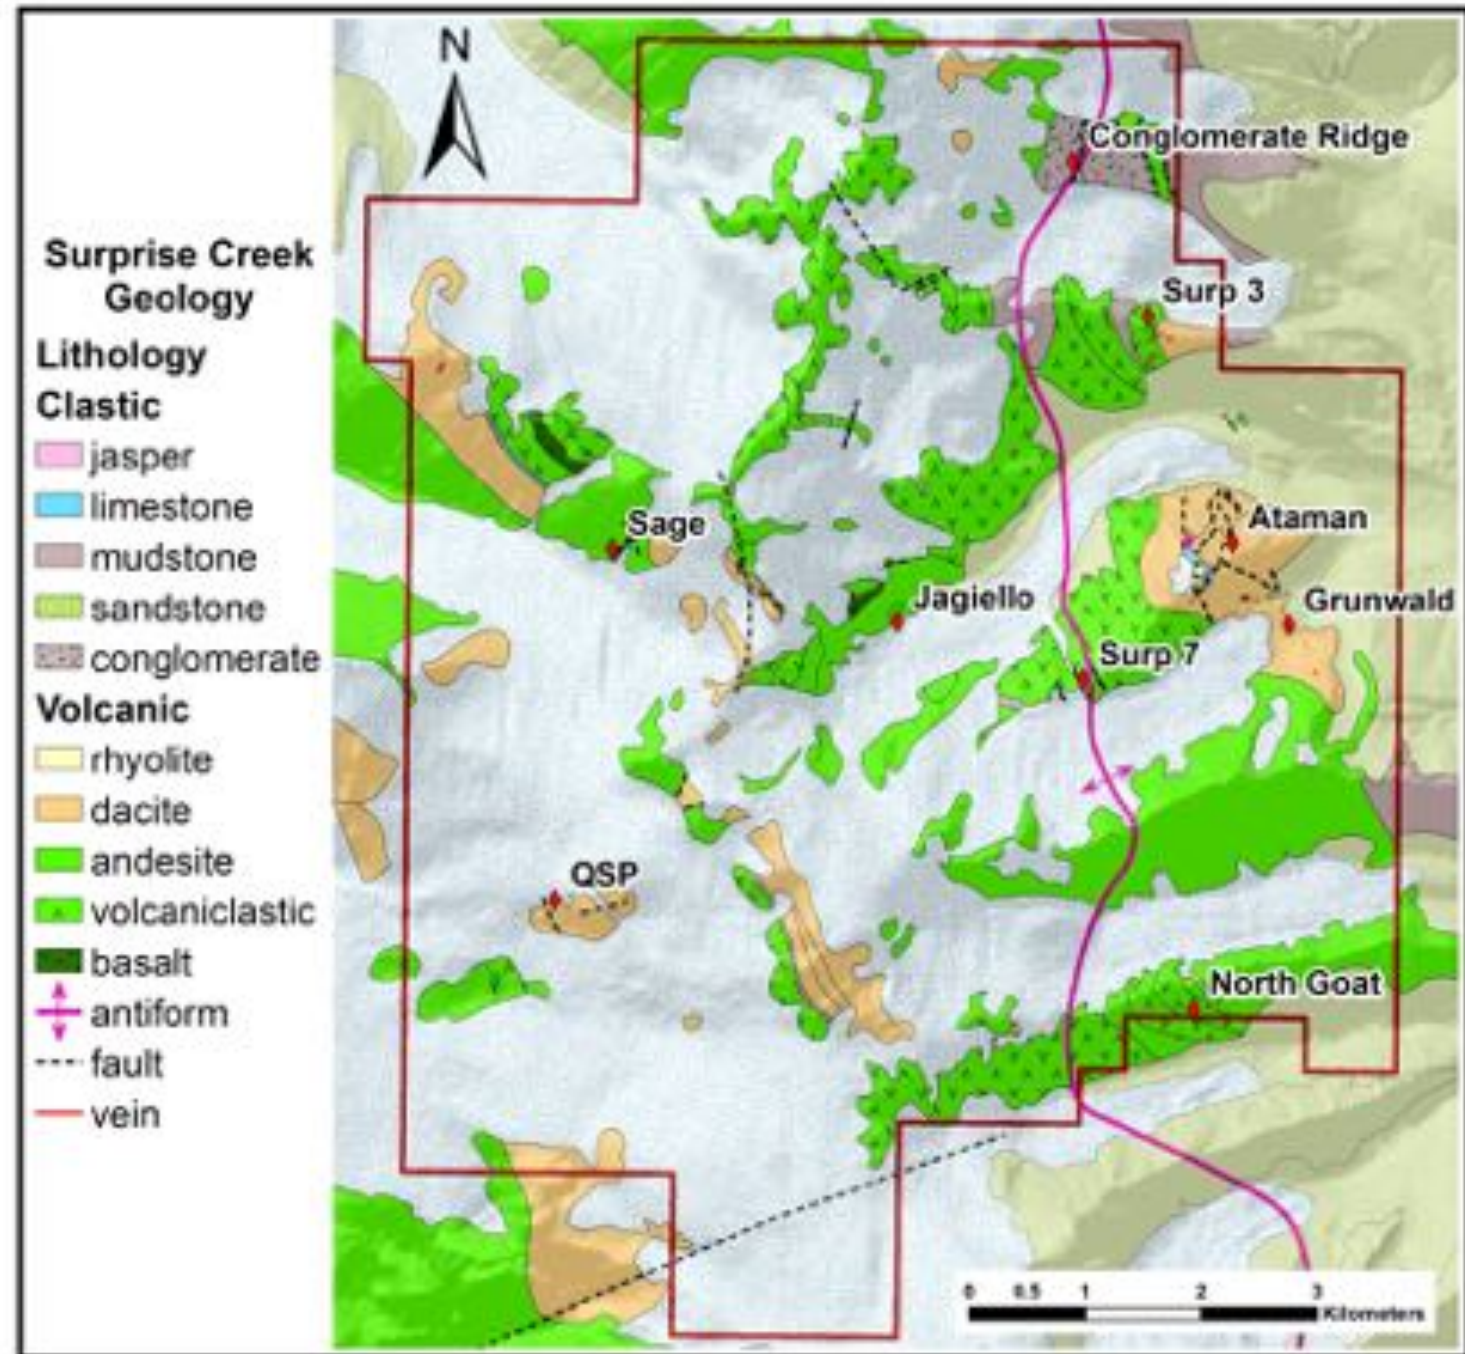 N
Surprise Creek
Geology
Lithology
Clastic
jasper
limestone
mudstone
sandstone
conglomerate
Volcanic
rhyolite
dacite
andesite
volcaniclastic
basalt
antiform
fault
vein
Conglomerate Ridge
Surp 3
Sage
Ataman
Jagiello
Grunwald
Surp 7
QSP
North Goat
0 0.5 1 2 3
Kilometers